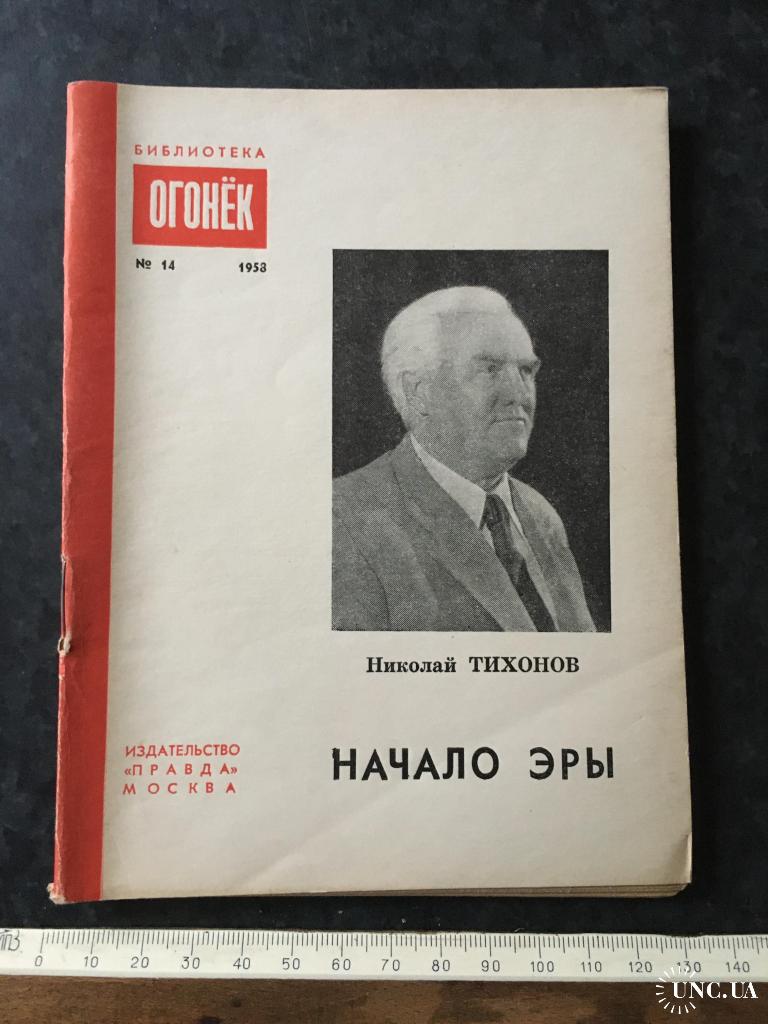 БИБЛИОТЕКА
ОГОНЁК
№ 14 1958
Николай ТИХОНОВ
НАЧАЛО ЭРЫ
ИЗДАТЕЛЬСТВО
«ПРАВДА»
МОСКВА
0 10 20 30 40 50 60 70 80 90 100 110 120 130 140
UNC.UA